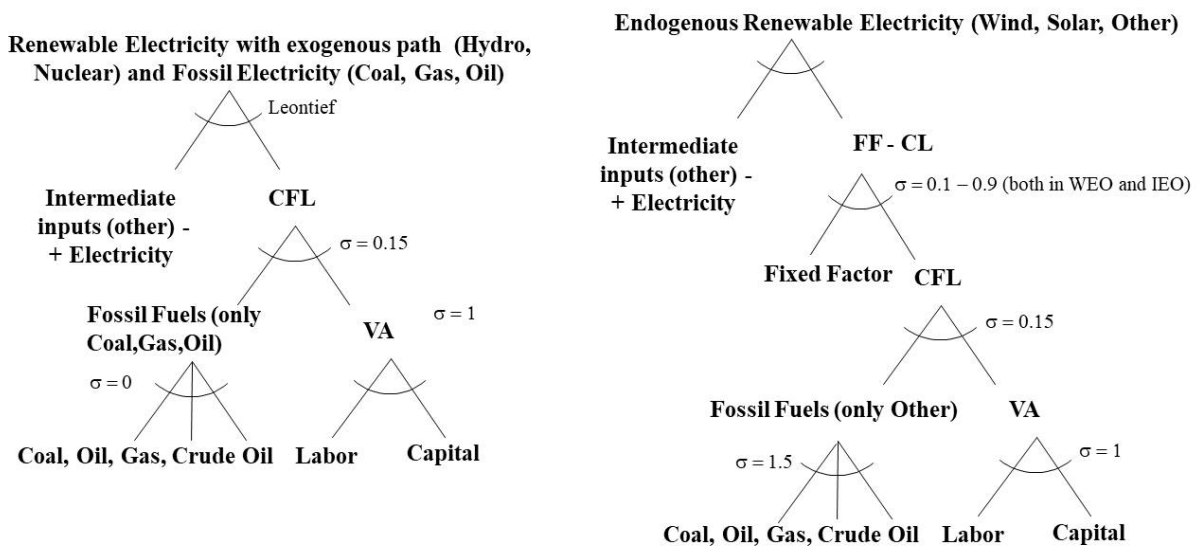 Renewable Electricity with exogenous path (Hydro,
Nuclear) and Fossil Electricity (Coal, Gas, Oil)
Leontief
Intermediate
inputs (other) -
+ Electricity
CFL
σ = 0.15
Fossil Fuels (only
Coal,Gas,Oil)
VA
σ = 1
σ = 0
Coal, Oil, Gas, Crude Oil
Labor
Capital
Endogenous Renewable Electricity (Wind, Solar, Other)
Intermediate
inputs (other) -
+ Electricity
FF - CL
σ = 0.1 – 0.9 (both in WEO and IEO)
Fixed Factor
CFL
σ = 0.15
Fossil Fuels (only Other)
VA
σ = 1.5
σ = 1
Coal, Oil, Gas, Crude Oil
Labor
Capital